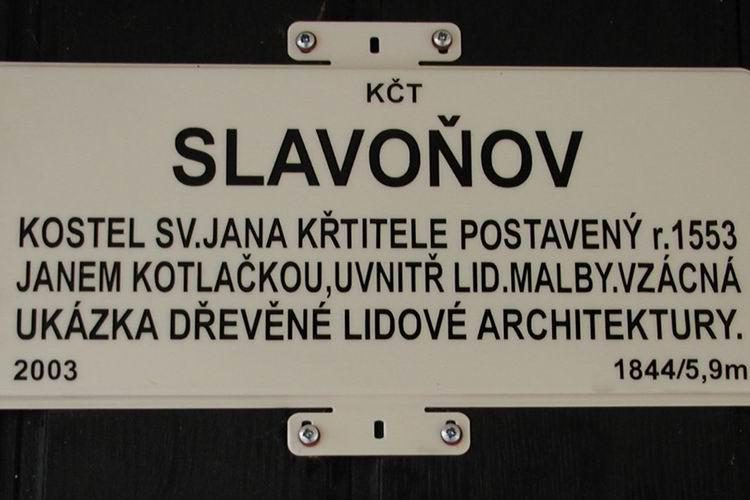 KČT
SLAVOŇOV
KOSTEL SV.JANA KŘTITELE POSTAVENÝ r.1553
JANEM KOTLAČKOU,UVNITŘ LID.MALBY.VZÁCNÁ
UKÁZKA DŘEVĚNÉ LIDOVÉ ARCHITEKTURY.
2003 1844/5,9m